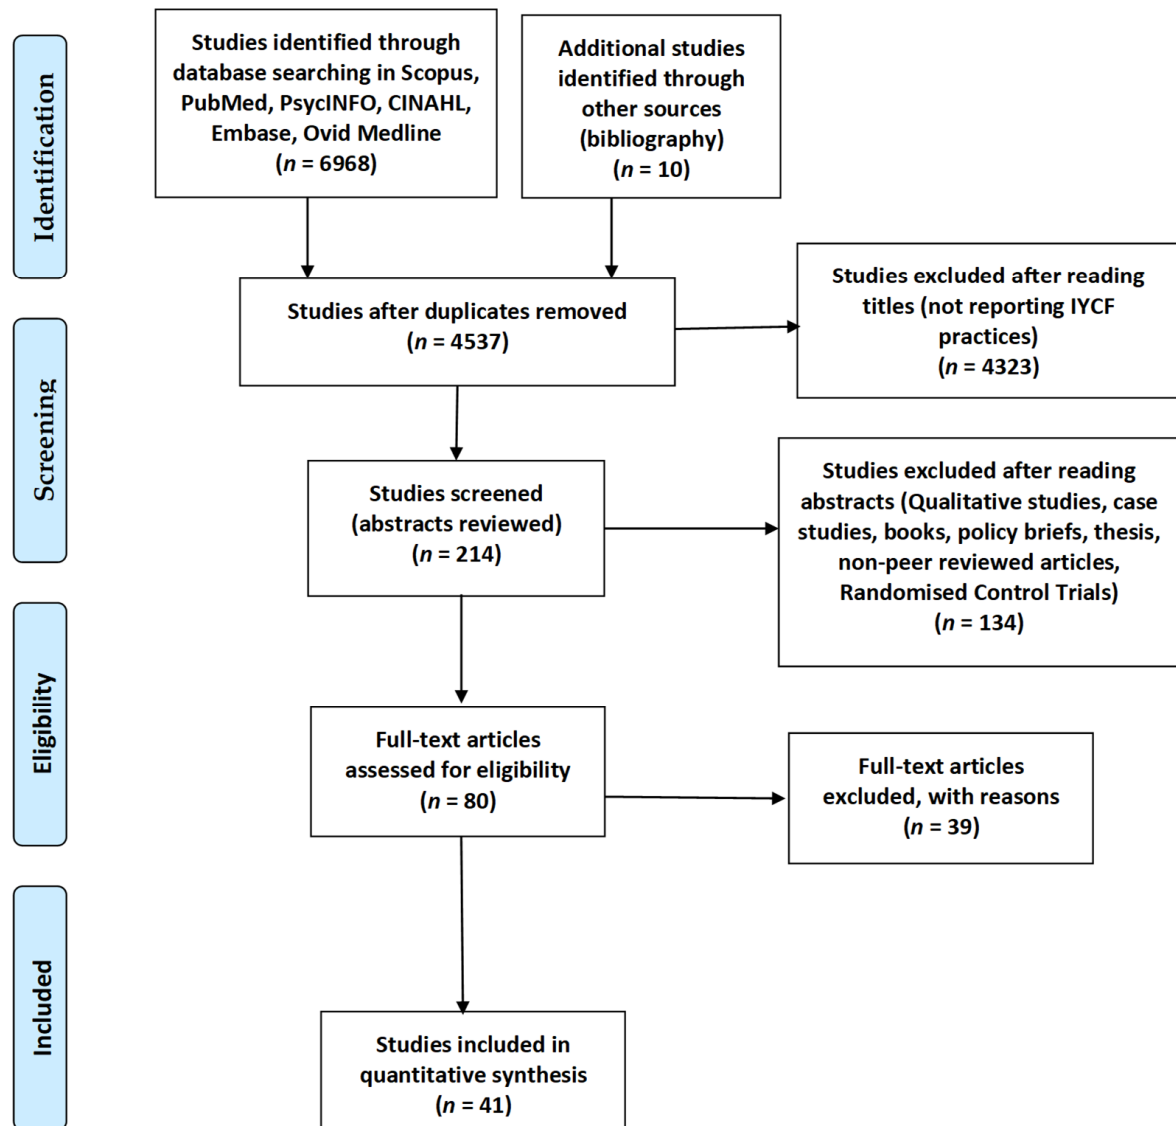 Identification
Studies identified through
database searching in Scopus,
PubMed, PsycINFO, CINAHL,
Embase, Ovid Medline
(n = 6968)
Additional studies
identified through
other sources
(bibliography)
(n = 10)
Studies after duplicates removed
(n = 4537)
Studies excluded after reading
titles (not reporting IYCF
practices)
(n = 4323)
Screening
Studies screened
(abstracts reviewed)
(n = 214)
Studies excluded after reading
abstracts (Qualitative studies, case
studies, books, policy briefs, thesis,
non-peer reviewed articles,
Randomised Control Trials)
(n = 134)
Eligibility
Full-text articles
assessed for eligibility
(n = 80)
Full-text articles
excluded, with reasons
(n = 39)
Included
Studies included in
quantitative synthesis
(n = 41)